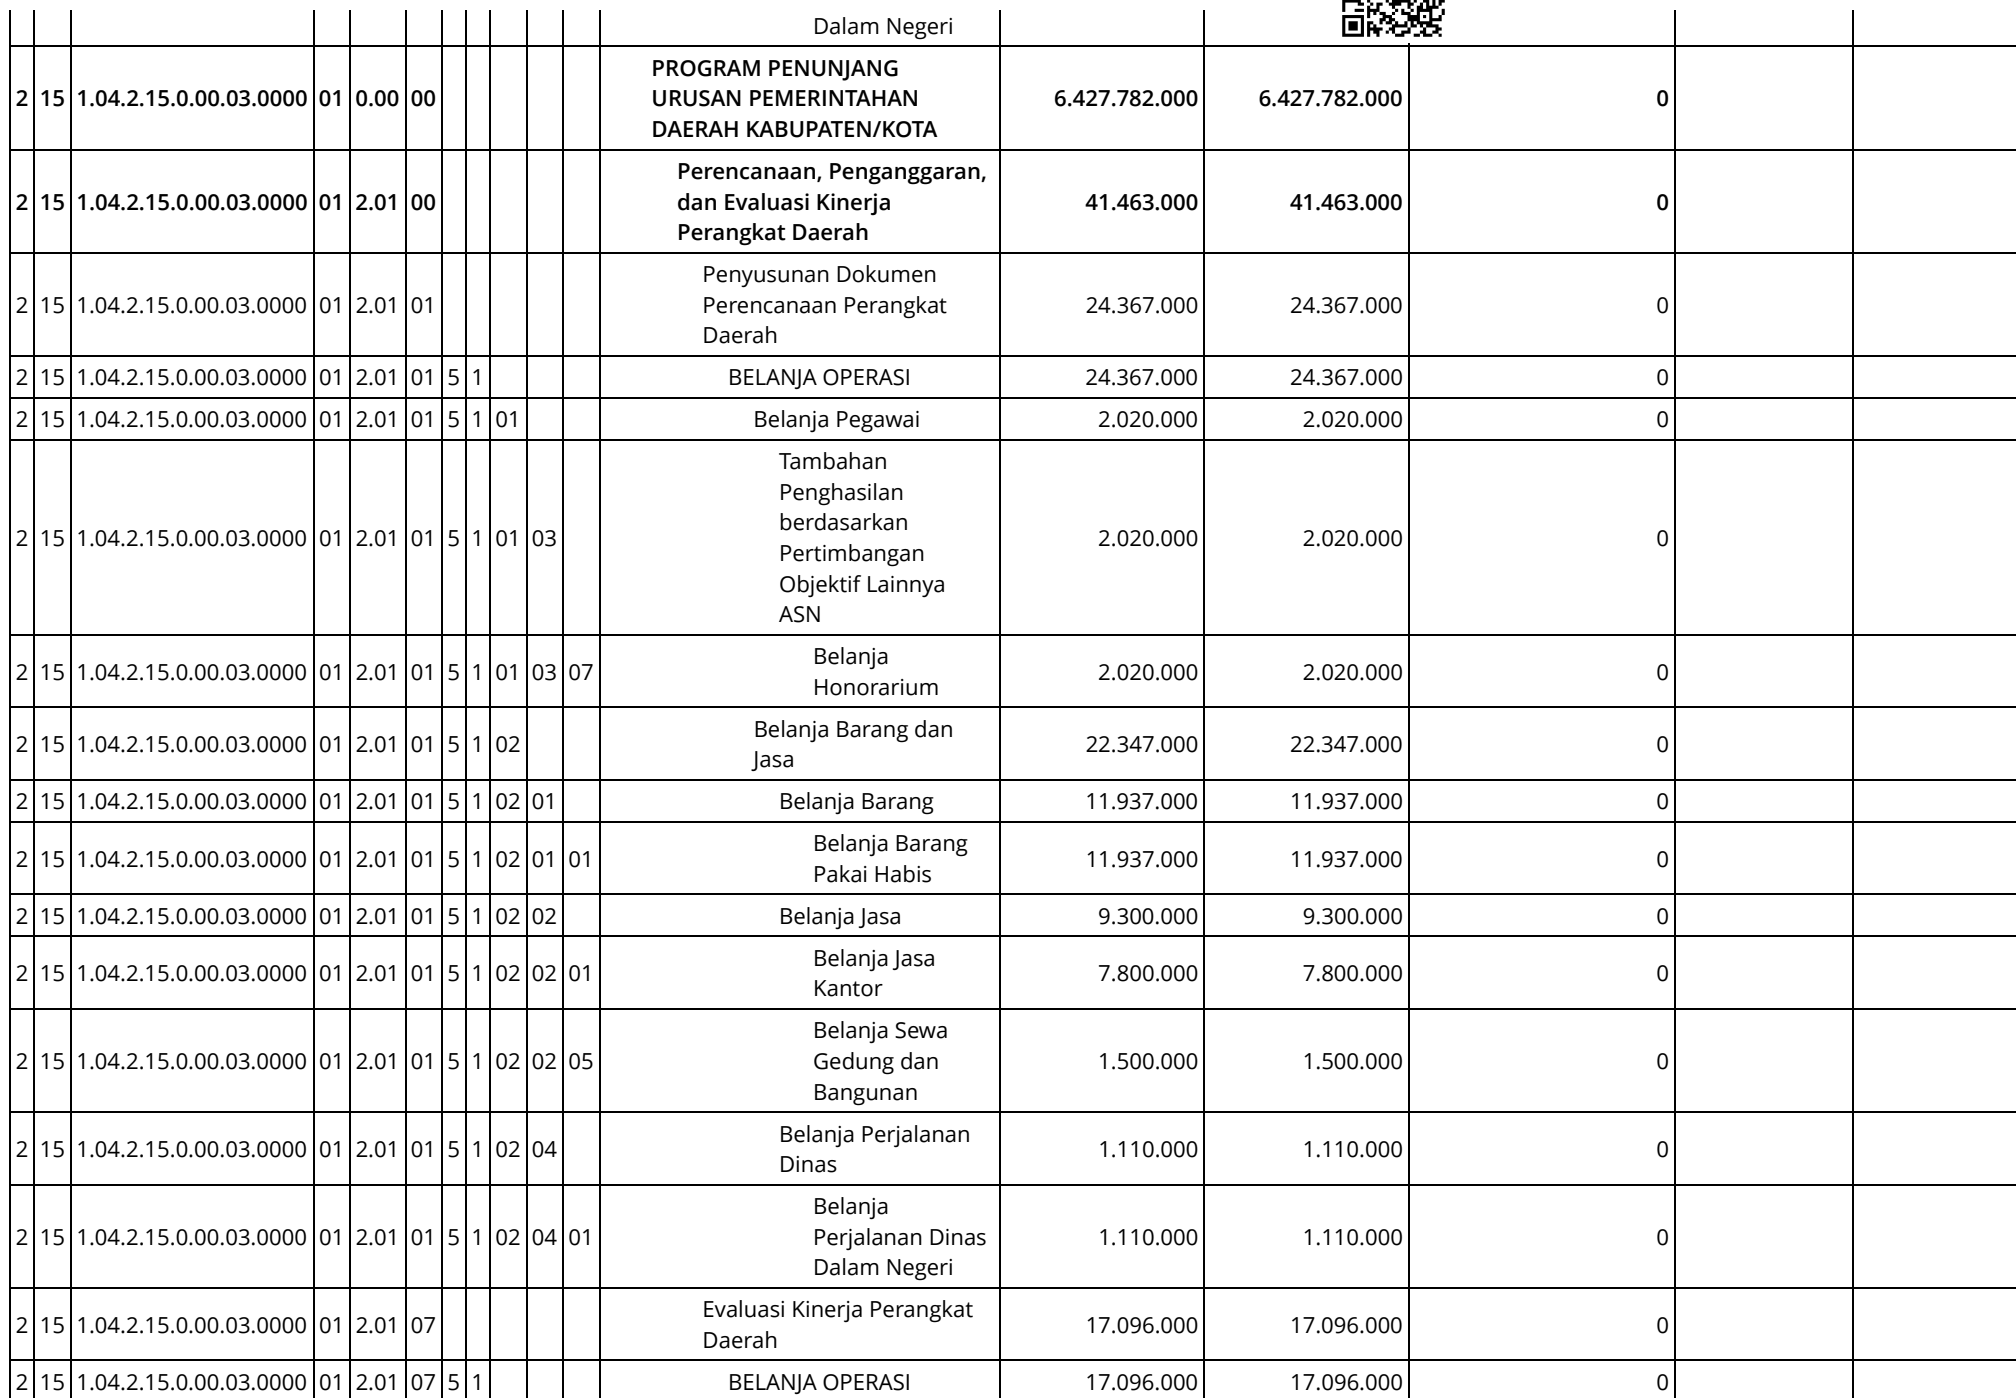 Dalam Negeri
2 15 1.04.2.15.0.00.03.0000 01 0.00 00 PROGRAM PENUNJANG URUSAN PEMERINTAHAN DAERAH KABUPATEN/KOTA 6.427.782.000 6.427.782.000 0
2 15 1.04.2.15.0.00.03.0000 01 2.01 00 Perencanaan, Penganggaran, dan Evaluasi Kinerja Perangkat Daerah 41.463.000 41.463.000 0
2 15 1.04.2.15.0.00.03.0000 01 2.01 01 Penyusunan Dokumen Perencanaan Perangkat Daerah 24.367.000 24.367.000 0
2 15 1.04.2.15.0.00.03.0000 01 2.01 01 5 1 BELANJA OPERASI 24.367.000 24.367.000 0
2 15 1.04.2.15.0.00.03.0000 01 2.01 01 5 1 01 Belanja Pegawai 2.020.000 2.020.000 0
2 15 1.04.2.15.0.00.03.0000 01 2.01 01 5 1 01 03 Tambahan Penghasilan berdasarkan Pertimbangan Objektif Lainnya ASN 2.020.000 2.020.000 0
2 15 1.04.2.15.0.00.03.0000 01 2.01 01 5 1 01 03 07 Belanja Honorarium 2.020.000 2.020.000 0
2 15 1.04.2.15.0.00.03.0000 01 2.01 01 5 1 02 Belanja Barang dan Jasa 22.347.000 22.347.000 0
2 15 1.04.2.15.0.00.03.0000 01 2.01 01 5 1 02 01 Belanja Barang 11.937.000 11.937.000 0
2 15 1.04.2.15.0.00.03.0000 01 2.01 01 5 1 02 01 01 Belanja Barang Pakai Habis 11.937.000 11.937.000 0
2 15 1.04.2.15.0.00.03.0000 01 2.01 01 5 1 02 02 Belanja Jasa 9.300.000 9.300.000 0
2 15 1.04.2.15.0.00.03.0000 01 2.01 01 5 1 02 02 01 Belanja Jasa Kantor 7.800.000 7.800.000 0
2 15 1.04.2.15.0.00.03.0000 01 2.01 01 5 1 02 02 05 Belanja Sewa Gedung dan Bangunan 1.500.000 1.500.000 0
2 15 1.04.2.15.0.00.03.0000 01 2.01 01 5 1 02 04 Belanja Perjalanan Dinas 1.110.000 1.110.000 0
2 15 1.04.2.15.0.00.03.0000 01 2.01 01 5 1 02 04 01 Belanja Perjalanan Dinas Dalam Negeri 1.110.000 1.110.000 0
2 15 1.04.2.15.0.00.03.0000 01 2.01 07 Evaluasi Kinerja Perangkat Daerah 17.096.000 17.096.000 0
2 15 1.04.2.15.0.00.03.0000 01 2.01 07 5 1 BELANJA OPERASI 17.096.000 17.096.000 0